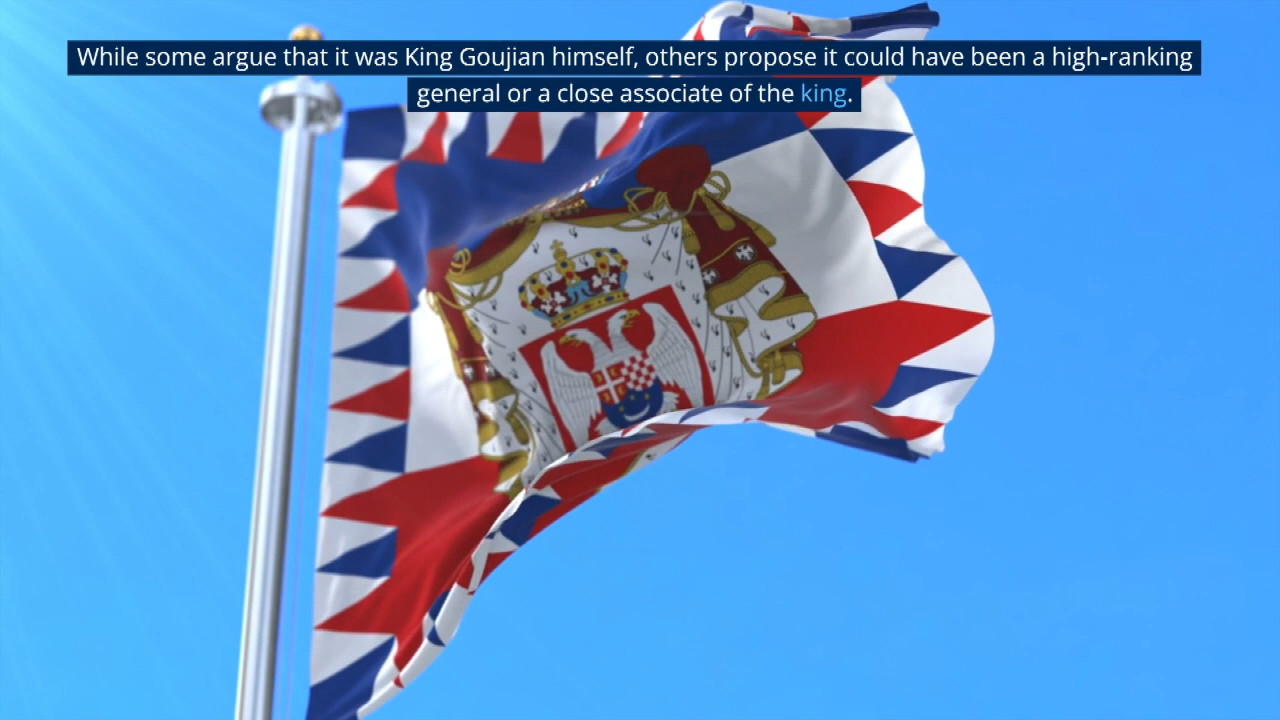 While some argue that it was King Goujian himself, others propose it could have been a high-ranking
general or a close associate of the king.